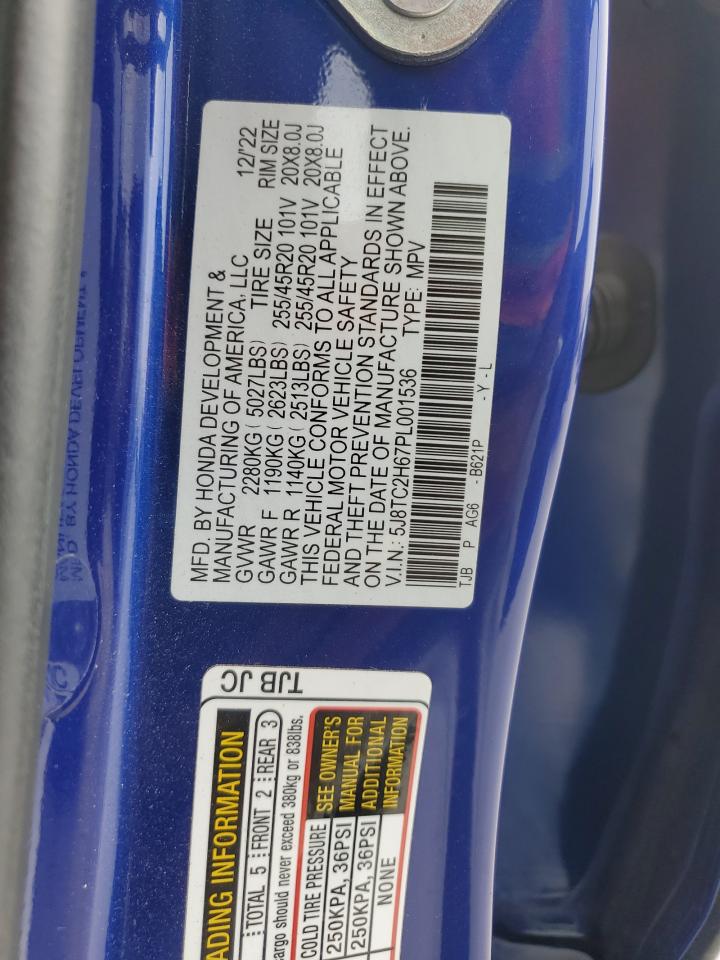 MFD. BY HONDA DEVELOPMENT &
MANUFACTURING OF AMERICA, LLC 12/'22
GVWR 2280KG ( 5027LBS) TIRE SIZE RIM SIZE
GAWR F 1190KG ( 2623LBS) 255/45R20 101V 20X8.0J
GAWR R 1140KG ( 2513LBS) 255/45R20 101V 20X8.0J
THIS VEHICLE CONFORMS TO ALL APPLICABLE
FEDERAL MOTOR VEHICLE SAFETY
AND THEFT PREVENTION STANDARDS IN EFFECT
ON THE DATE OF MANUFACTURE SHOWN ABOVE.
V.I.N.: 5J8TC2H67PL001536 TYPE: MPV
TJB P AG6 - B621P - Y - L
TJB JC
ADING INFORMATION
TOTAL 5 FRONT 2 REAR 3
argo should never exceed 380kg or 838lbs.
COLD TIRE PRESSURE
250KPA, 36PSI
250KPA, 36PSI
NONE
SEE OWNER'S
MANUAL FOR
ADDITIONAL
INFORMATION